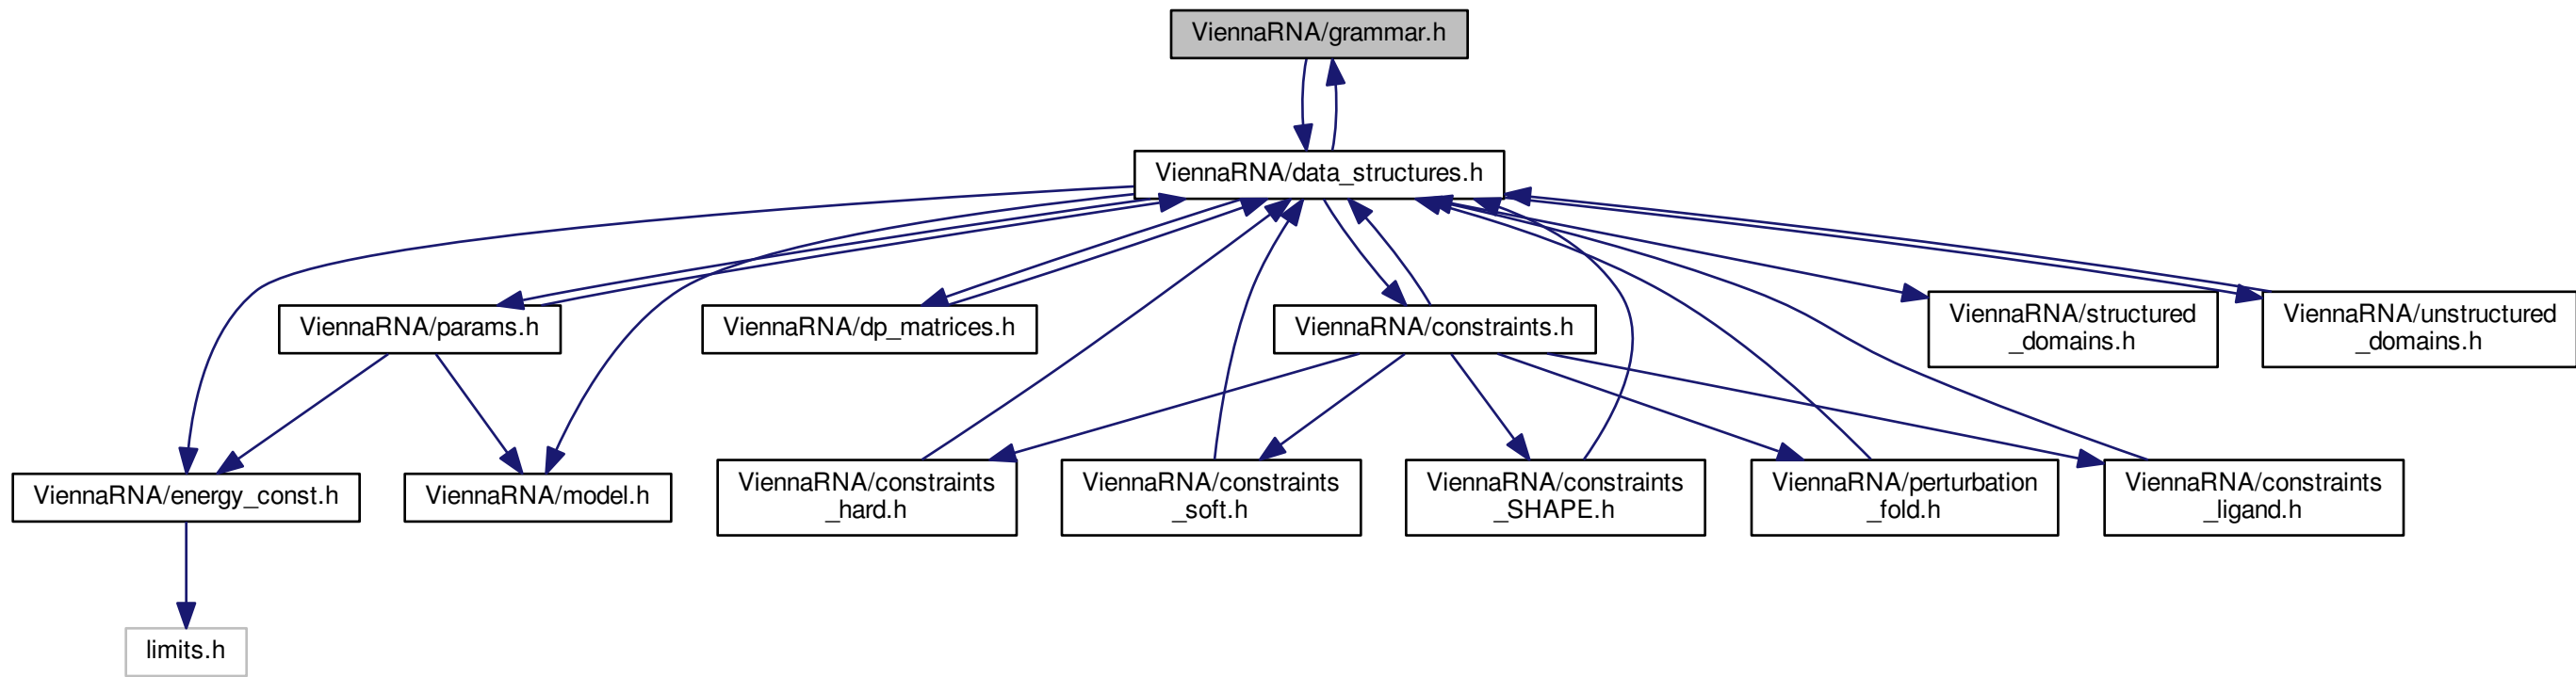 ViennaRNA/grammar.h
ViennaRNA/data_structures.h
ViennaRNA/params.h
ViennaRNA/dp_matrices.h
ViennaRNA/constraints.h
ViennaRNA/structured
_domains.h
ViennaRNA/unstructured
_domains.h
ViennaRNA/energy_const.h
ViennaRNA/model.h
ViennaRNA/constraints
_hard.h
ViennaRNA/constraints
_soft.h
ViennaRNA/constraints
_SHAPE.h
ViennaRNA/perturbation
_fold.h
ViennaRNA/constraints
_ligand.h
limits.h